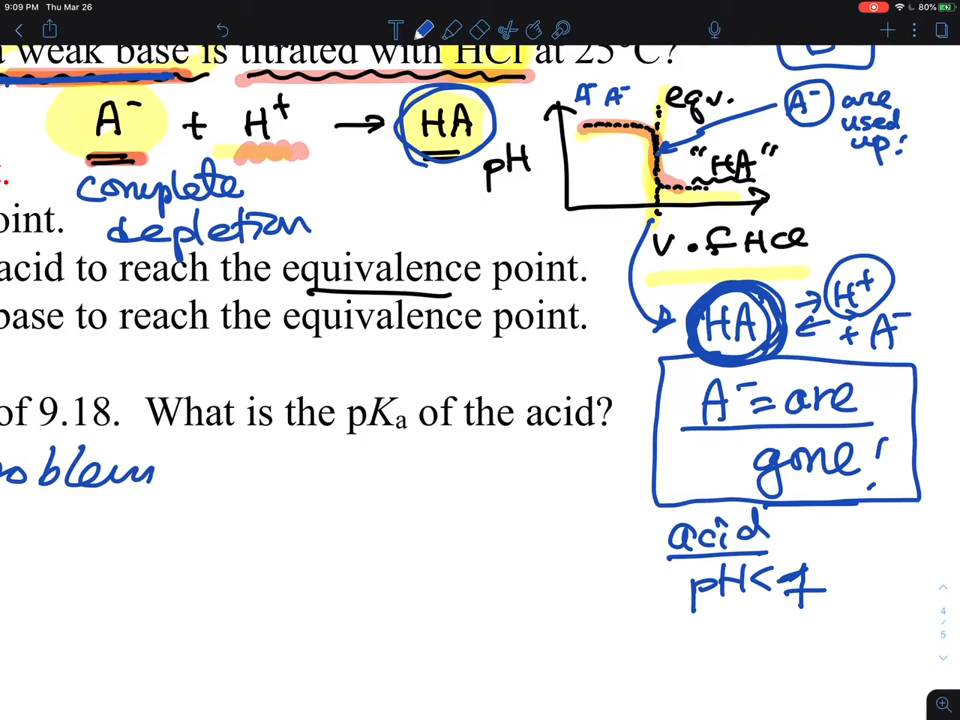 9:09 PM Thu Mar 26
80%
a weak base is titrated with HCl at 25°C?
A⁻ + H⁺ → HA
complete
depletion
oint.
acid to reach the equivalence point.
base to reach the equivalence point.
of 9.18. What is the pKₐ of the acid?
oblem
A⁻ A⁻
eqv.
A⁻ are
used
up!
"HA"
pH
V of HCl
HA ⇌ H⁺
+ A⁻
A⁻ = are
gone!
acid
pH < 7
4
/
5